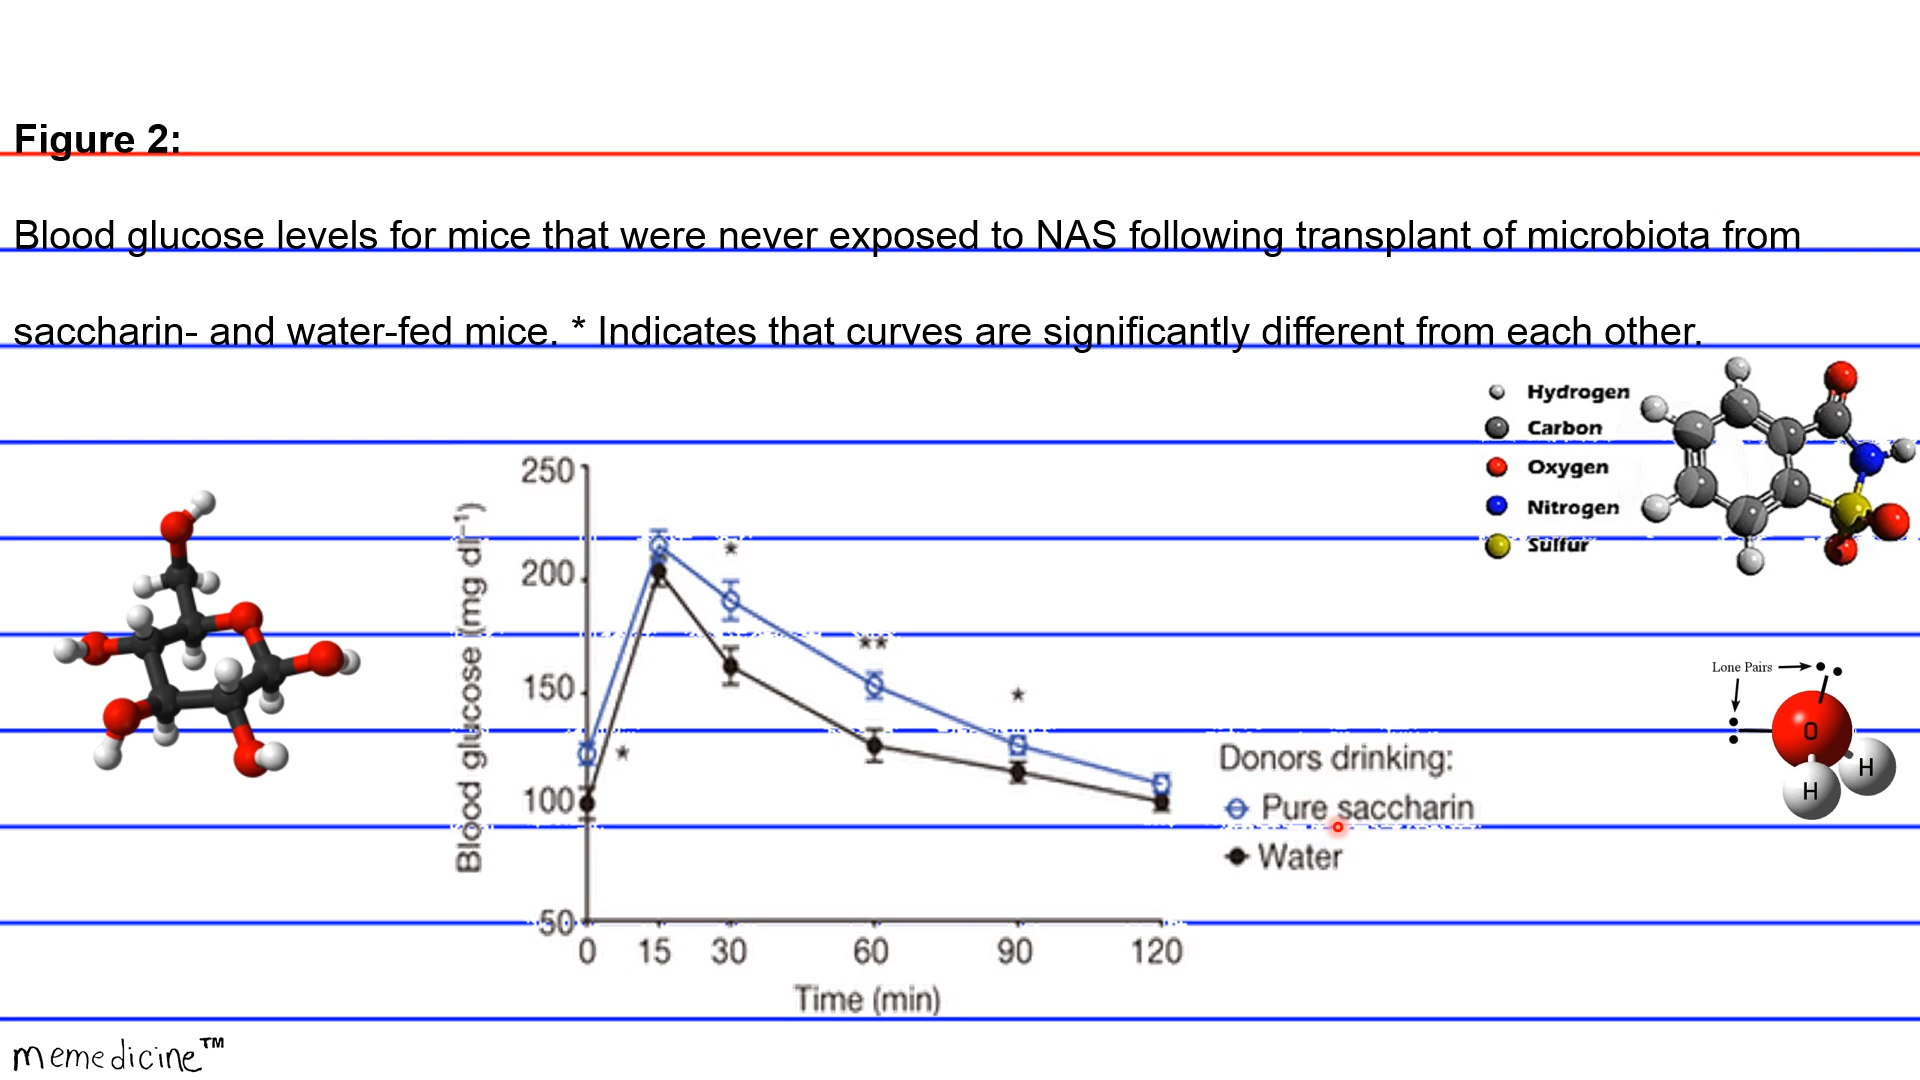 Figure 2:
Blood glucose levels for mice that were never exposed to NAS following transplant of microbiota from
saccharin- and water-fed mice. * Indicates that curves are significantly different from each other.
Hydrogen
Carbon
Oxygen
Nitrogen
Sulfur
Blood glucose (mg dl⁻¹)
250
200
150
100
50
*
*
**
*
0 15 30 60 90 120
Time (min)
Donors drinking:
Pure saccharin
Water
Lone Pairs
O
H
H
memedicine™